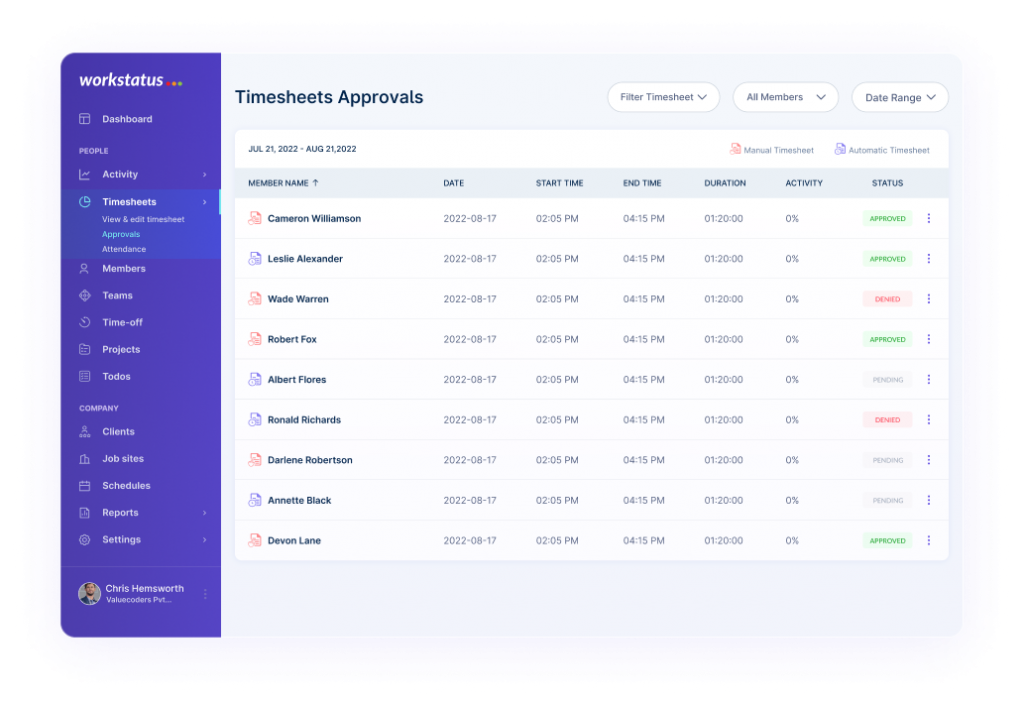 workstatus
Dashboard
PEOPLE
Activity
Timesheets
View & edit timesheet
Approvals
Attendance
Members
Teams
Time-off
Projects
Todos
COMPANY
Clients
Job sites
Schedules
Reports
Settings
Chris Hemsworth
Valuecoders Pvt...
Timesheets Approvals
Filter Timesheet
All Members
Date Range
JUL 21, 2022 - AUG 21,2022
Manual Timesheet
Automatic Timesheet
MEMBER NAME DATE START TIME END TIME DURATION ACTIVITY STATUS
Cameron Williamson 2022-08-17 02:05 PM 04:15 PM 01:20:00 0% APPROVED
Leslie Alexander 2022-08-17 02:05 PM 04:15 PM 01:20:00 0% APPROVED
Wade Warren 2022-08-17 02:05 PM 04:15 PM 01:20:00 0% DENIED
Robert Fox 2022-08-17 02:05 PM 04:15 PM 01:20:00 0% APPROVED
Albert Flores 2022-08-17 02:05 PM 04:15 PM 01:20:00 0% PENDING
Ronald Richards 2022-08-17 02:05 PM 04:15 PM 01:20:00 0% DENIED
Darlene Robertson 2022-08-17 02:05 PM 04:15 PM 01:20:00 0% PENDING
Annette Black 2022-08-17 02:05 PM 04:15 PM 01:20:00 0% PENDING
Devon Lane 2022-08-17 02:05 PM 04:15 PM 01:20:00 0% APPROVED